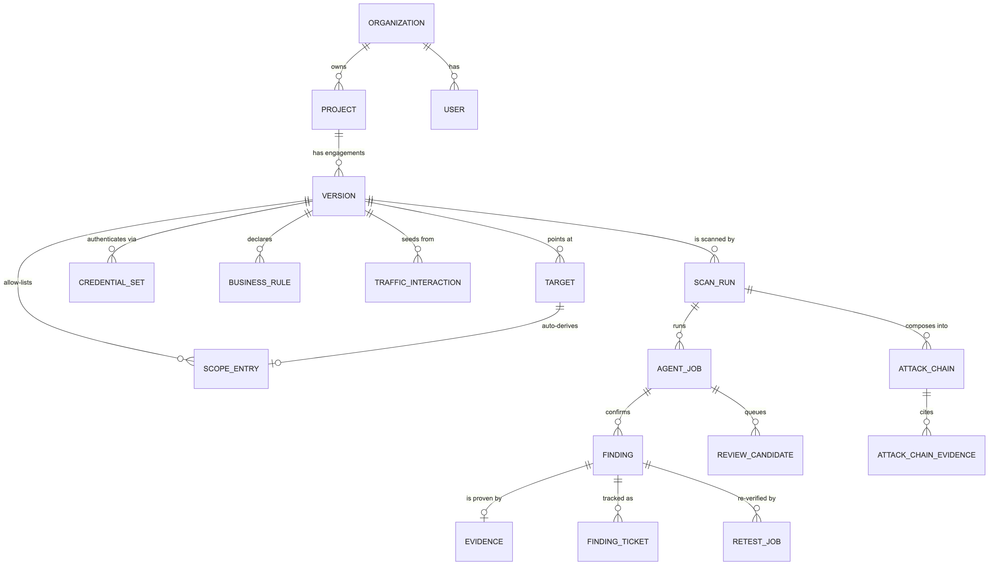 ORGANIZATION
owns
has
PROJECT
USER
has engagements
VERSION
authenticates via
declares
seeds from
points at
is scanned by
allow-lists
CREDENTIAL_SET
BUSINESS_RULE
TRAFFIC_INTERACTION
TARGET
SCAN_RUN
auto-derives
runs
composes into
SCOPE_ENTRY
AGENT_JOB
ATTACK_CHAIN
confirms
queues
cites
FINDING
REVIEW_CANDIDATE
ATTACK_CHAIN_EVIDENCE
is proven by
tracked as
re-verified by
EVIDENCE
FINDING_TICKET
RETEST_JOB